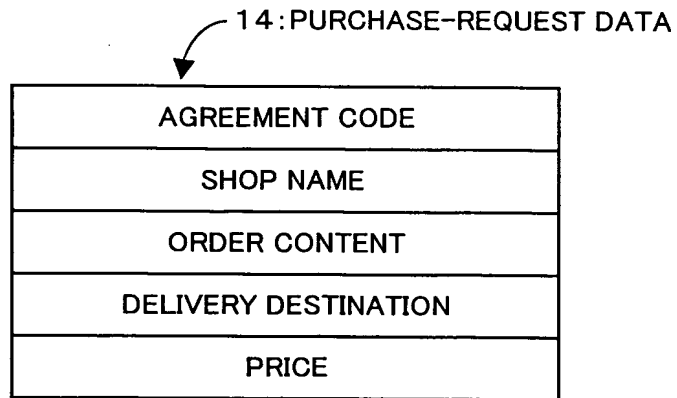 14:PURCHASE-REQUEST DATA
AGREEMENT CODE
SHOP NAME
ORDER CONTENT
DELIVERY DESTINATION
PRICE